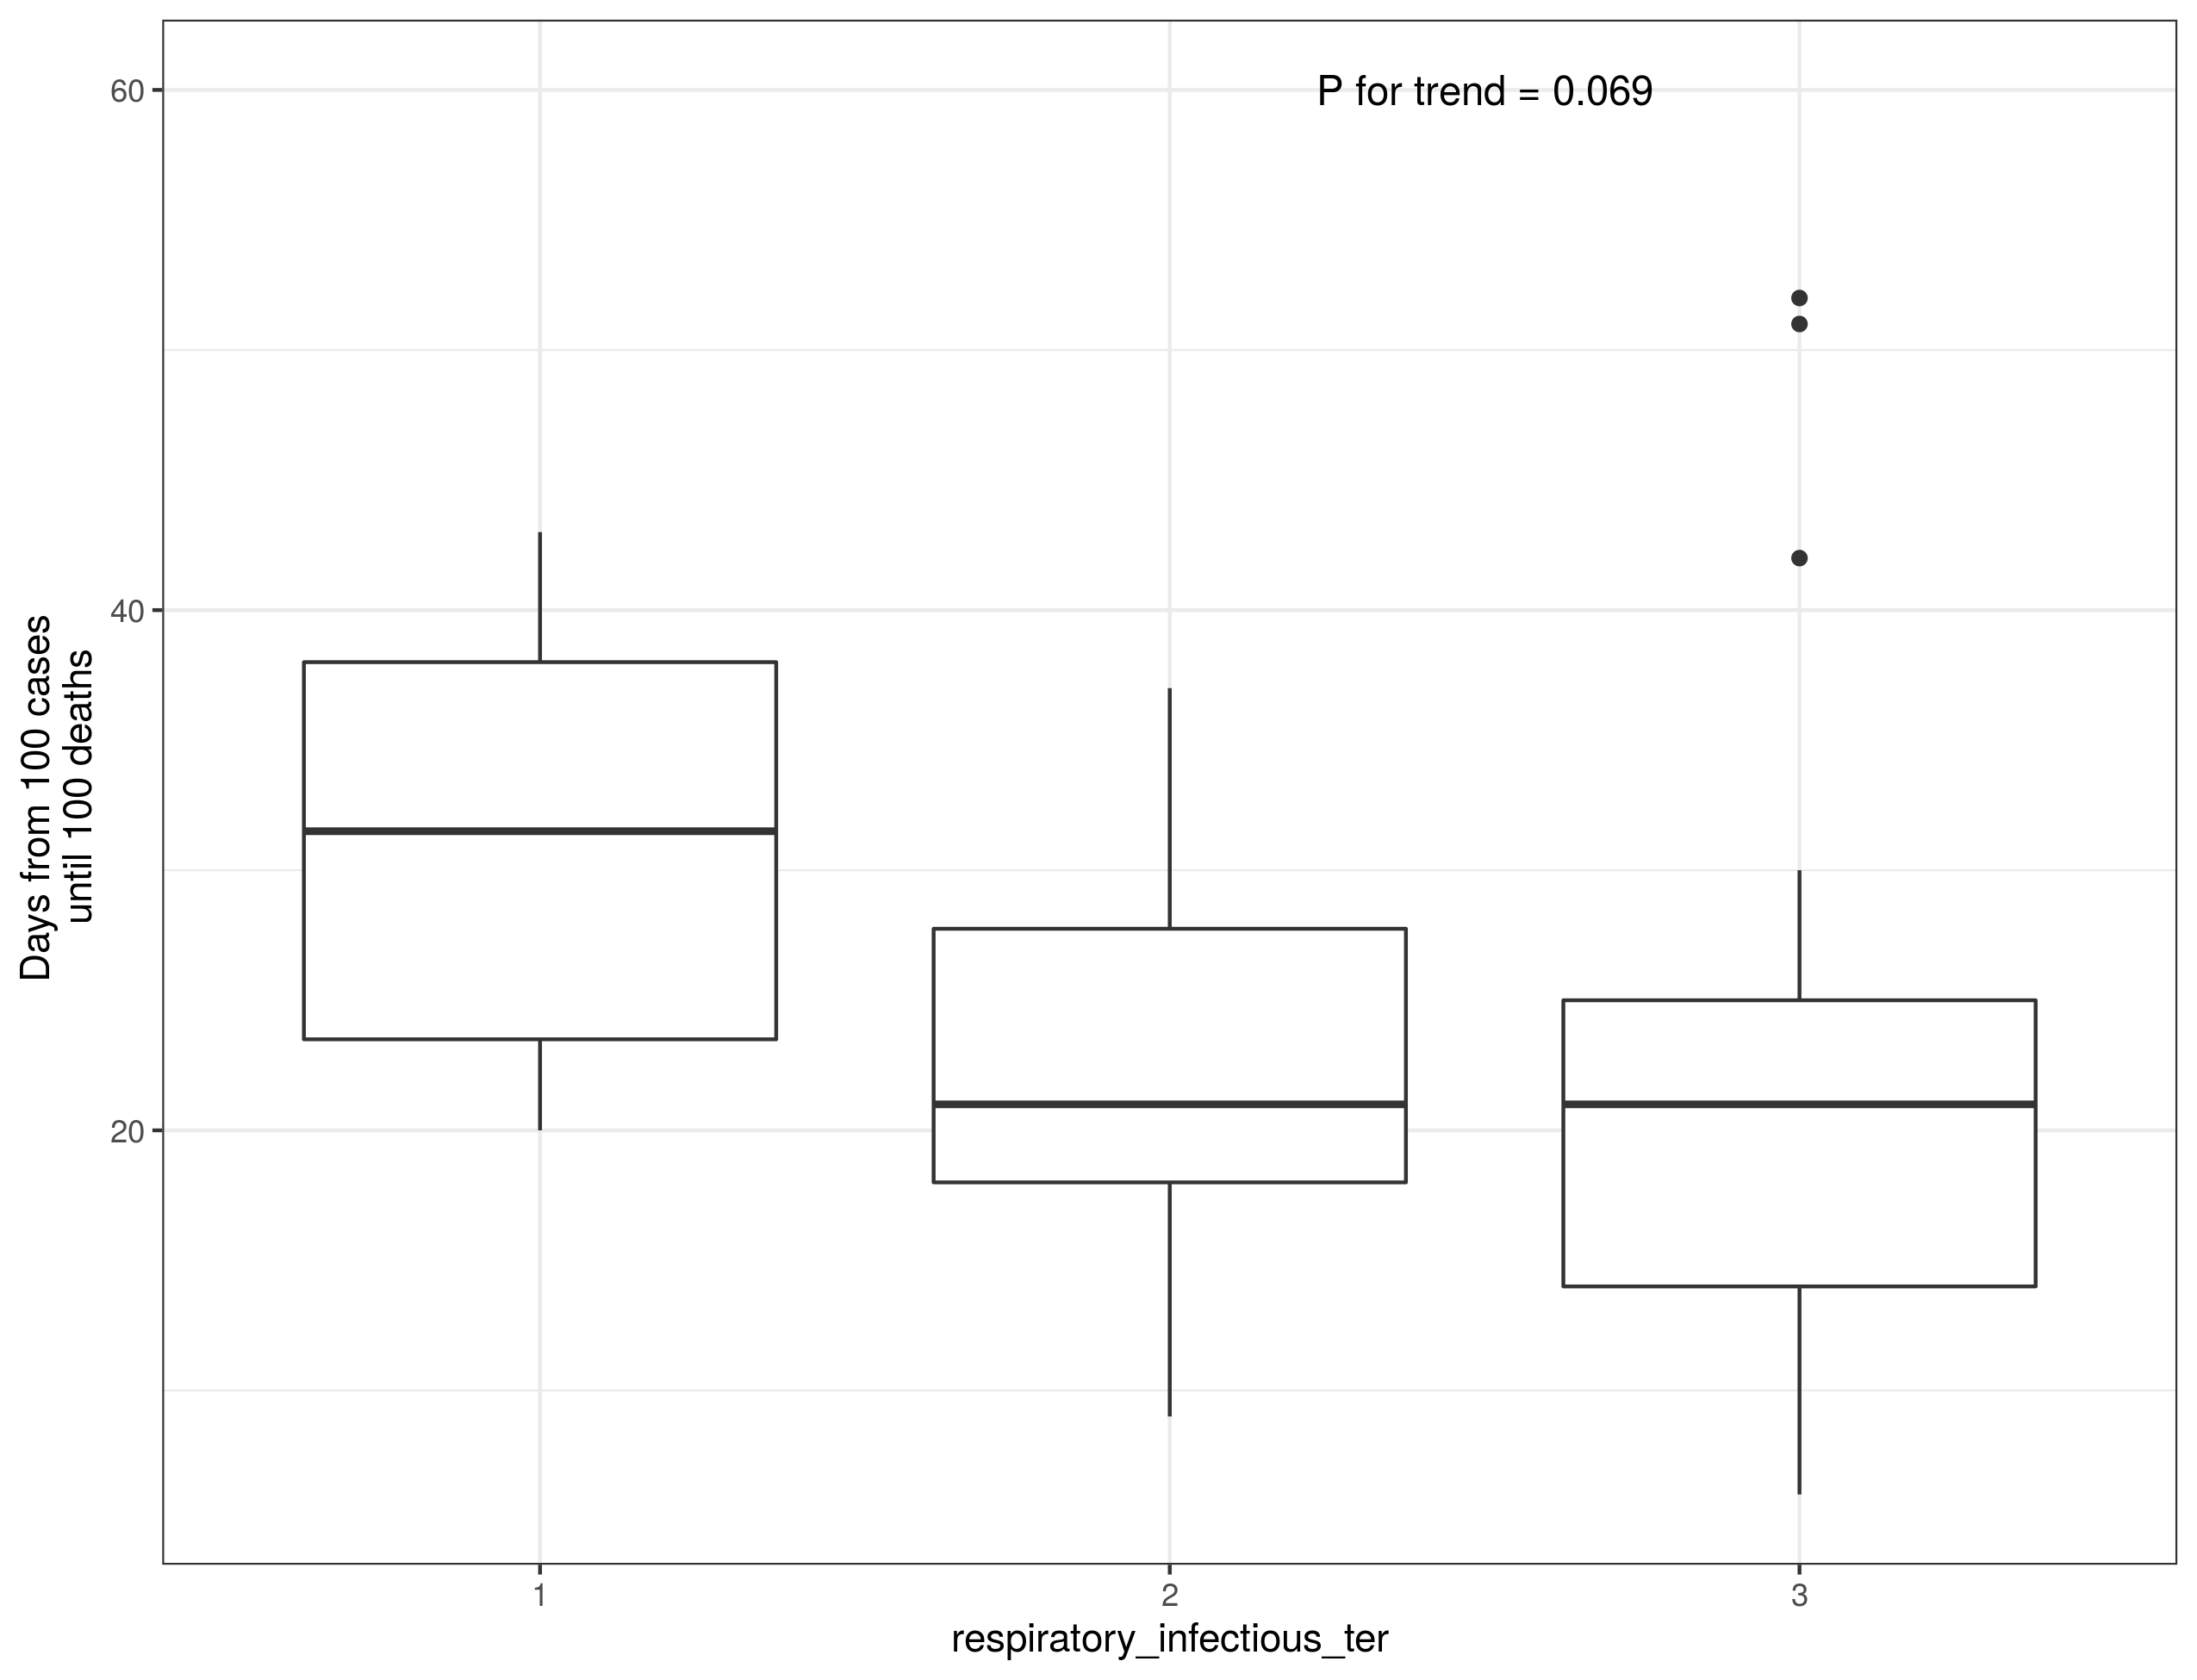 P for trend = 0.069
60
40
20
Days from 100 cases
until 100 deaths
1
2
3
respiratory_infectious_ter